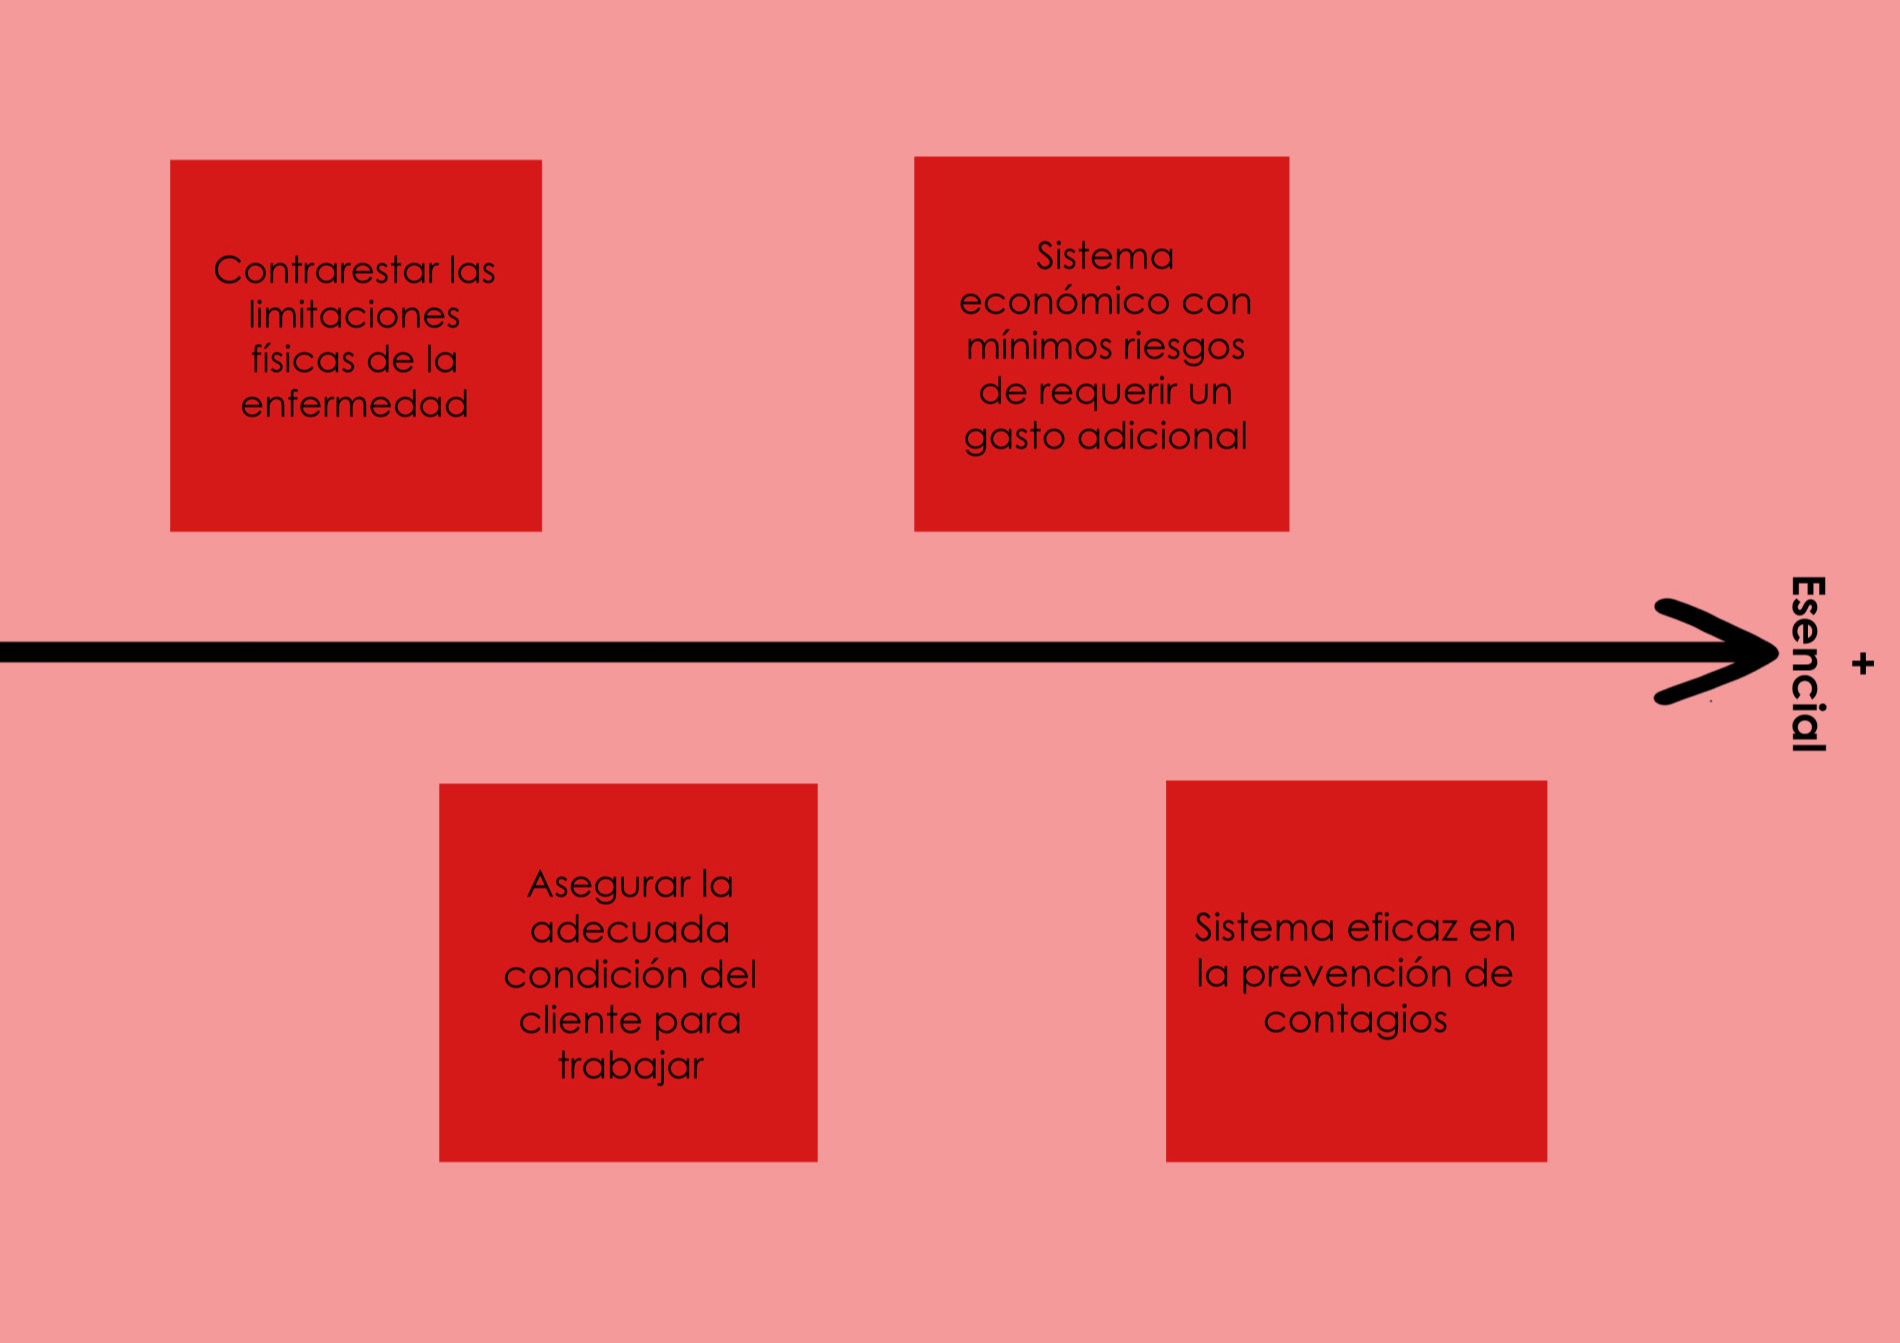 Contrarestar las
limitaciones
físicas de la
enfermedad
Sistema
económico con
mínimos riesgos
de requerir un
gasto adicional
+
Esencial
Asegurar la
adecuada
condición del
cliente para
trabajar
Sistema eficaz en
la prevención de
contagios